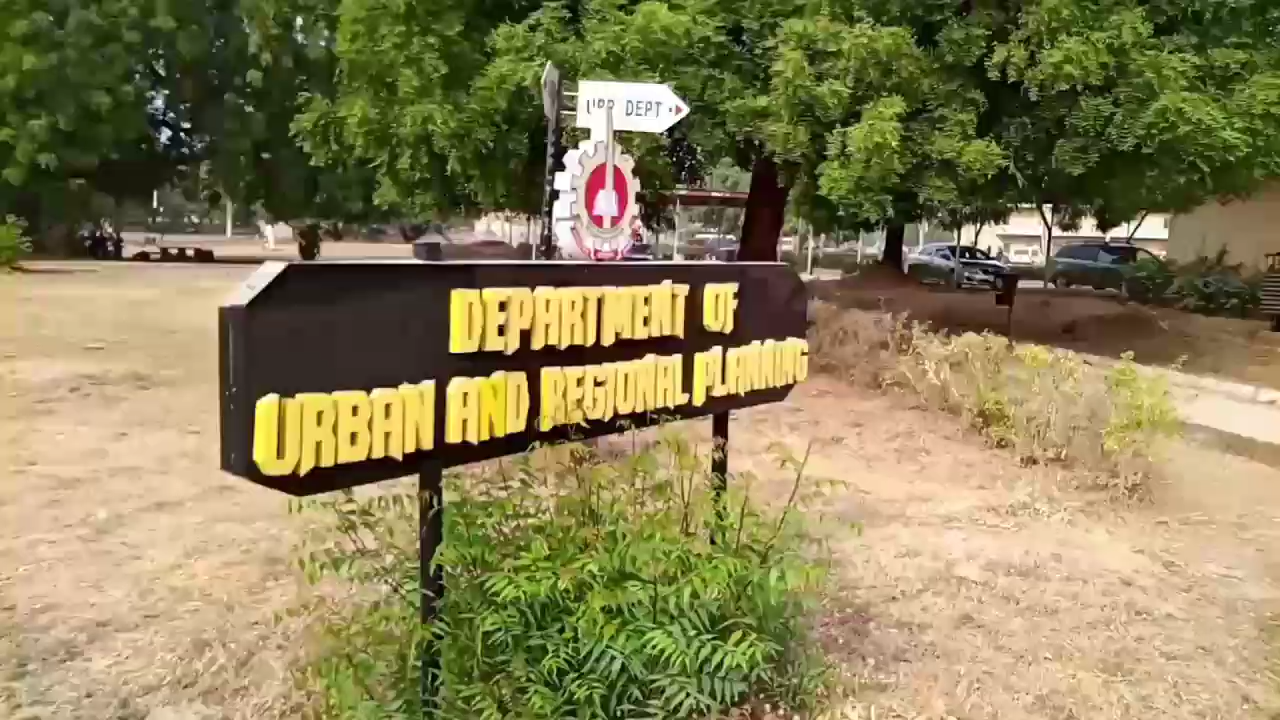 URP DEPT
DEPARTMENT OF
URBAN AND REGIONAL PLANNING